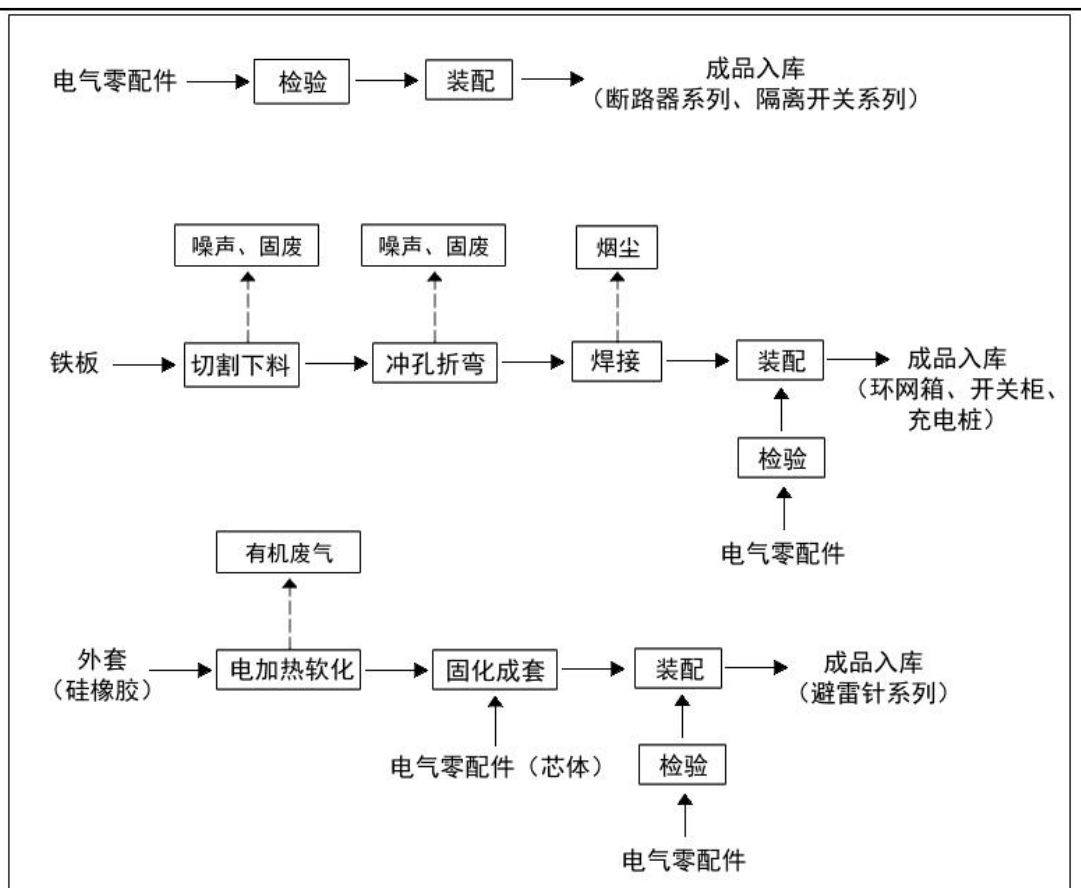 电气零配件
检验
装配
成品入库
（断路器系列、隔离开关系列）
噪声、固废
噪声、固废
烟尘
铁板
切割下料
冲孔折弯
焊接
装配
成品入库
（环网箱、开关柜、
充电桩）
检验
电气零配件
有机废气
外套
（硅橡胶）
电加热软化
固化成套
装配
成品入库
（避雷针系列）
电气零配件（芯体）
检验
电气零配件